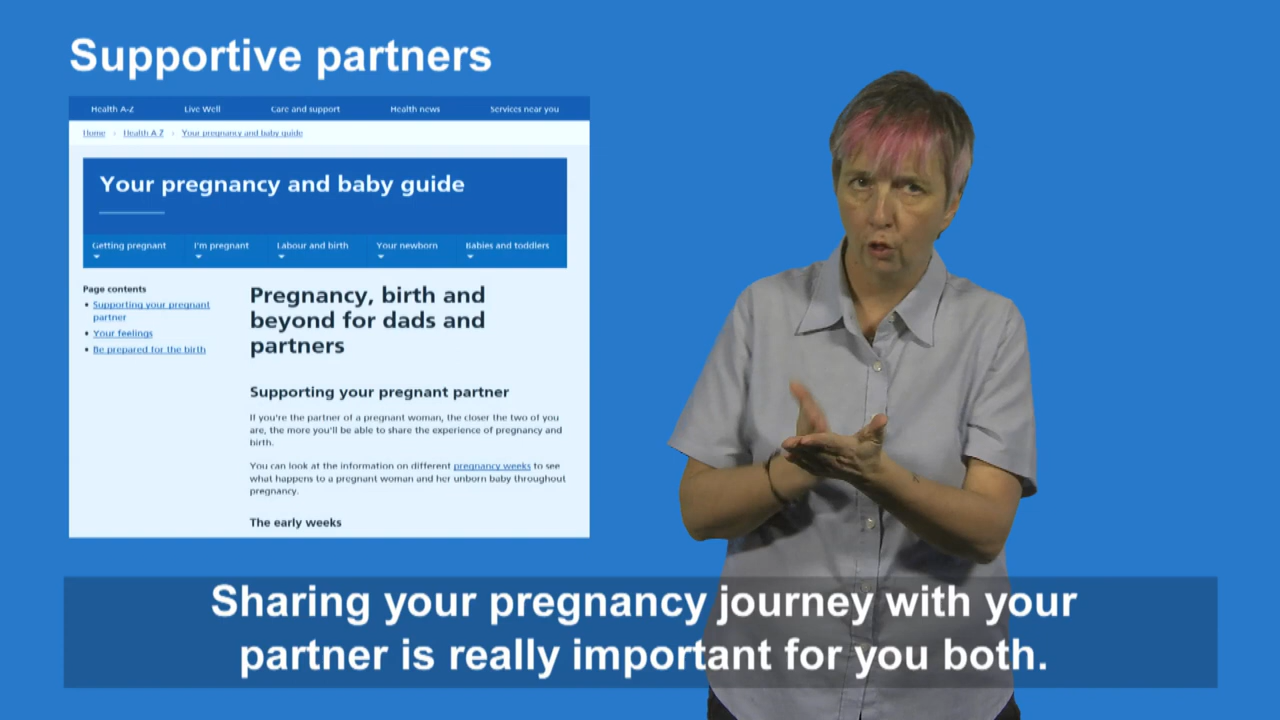 Supportive partners
Health A-Z
Live Well
Care and support
Health news
Services near you
Home
Health A Z
Your pregnancy and baby guide
Your pregnancy and baby guide
Getting pregnant
I'm pregnant
Labour and birth
Your newborn
Babies and toddlers
Page contents
Supporting your pregnant
partner
Your feelings
Be prepared for the birth
Pregnancy, birth and
beyond for dads and
partners
Supporting your pregnant partner
If you're the partner of a pregnant woman, the closer the two of you
are, the more you'll be able to share the experience of pregnancy and
birth.
You can look at the information on different pregnancy weeks to see
what happens to a pregnant woman and her unborn baby throughout
pregnancy.
The early weeks
Sharing your pregnancy journey with your
partner is really important for you both.